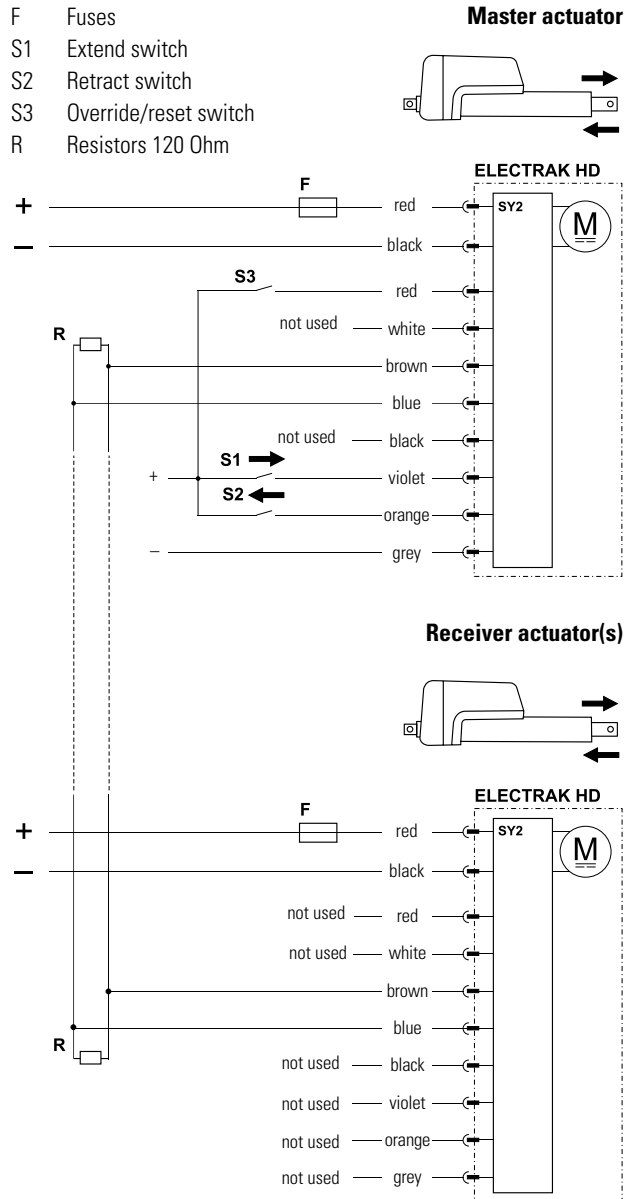 F Fuses
S1 Extend switch
S2 Retract switch
S3 Override/reset switch
R Resistors 120 Ohm
Master actuator
ELECTRAK HD
+ F red SY2 M
– black
S3 red
not used white
R
brown
blue
not used black
S1
+ violet
S2
orange
– grey
Receiver actuator(s)
ELECTRAK HD
+ F red SY2 M
– black
not used red
not used white
brown
blue
R
not used black
not used violet
not used orange
not used grey